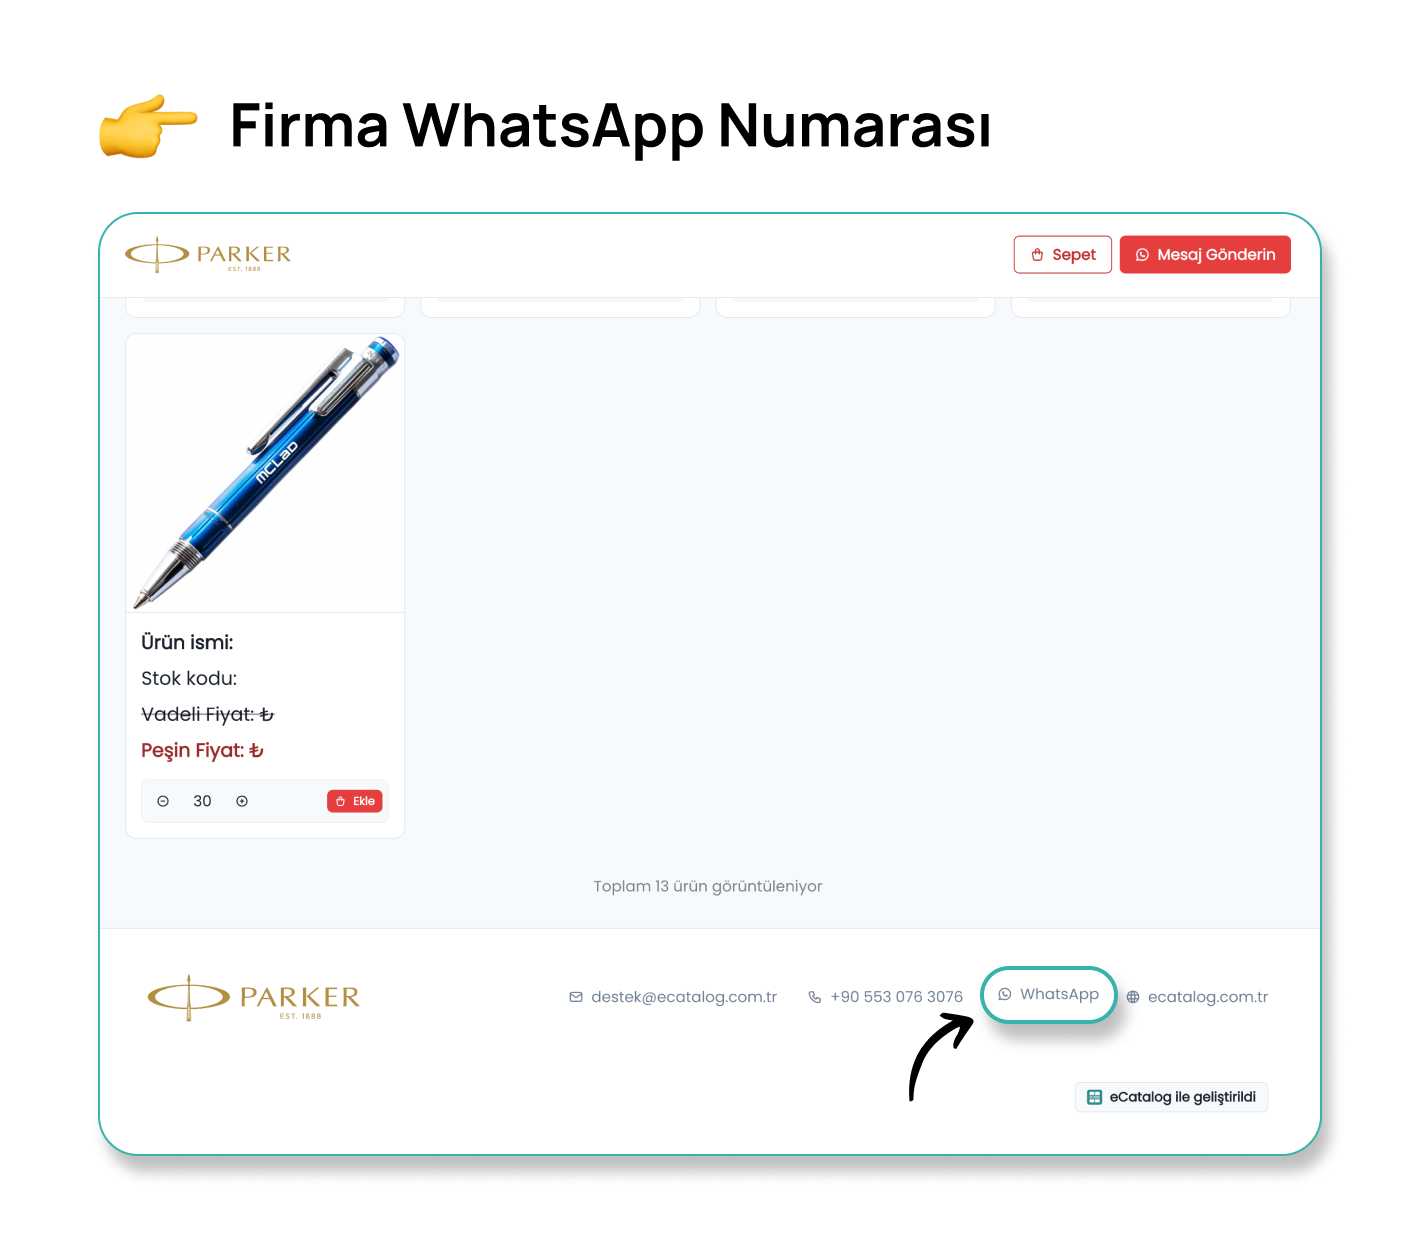 Firma WhatsApp Numarası
PARKER
EST. 1888
Sepet
Mesaj Gönderin
mCLaD
Ürün ismi:
Stok kodu:
Vadeli Fiyat: ₺
Peşin Fiyat: ₺
30
Ekle
Toplam 13 ürün görüntüleniyor
PARKER
EST. 1888
destek@ecatalog.com.tr
+90 553 076 3076
WhatsApp
ecatalog.com.tr
eCatalog ile geliştirildi